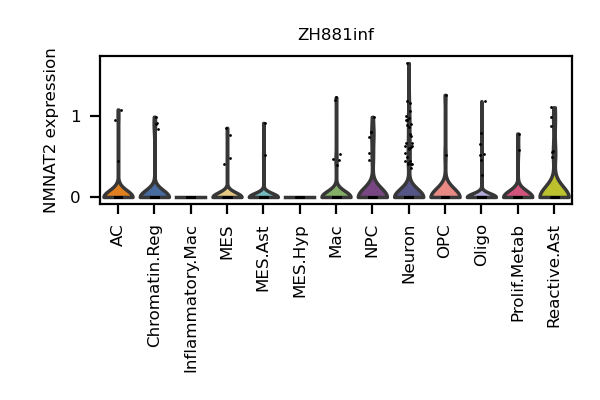 ZH881inf
NMNAT2 expression
1
0
AC
Chromatin.Reg
Inflammatory.Mac
MES
MES.Ast
MES.Hyp
Mac
NPC
Neuron
OPC
Oligo
Prolif.Metab
Reactive.Ast